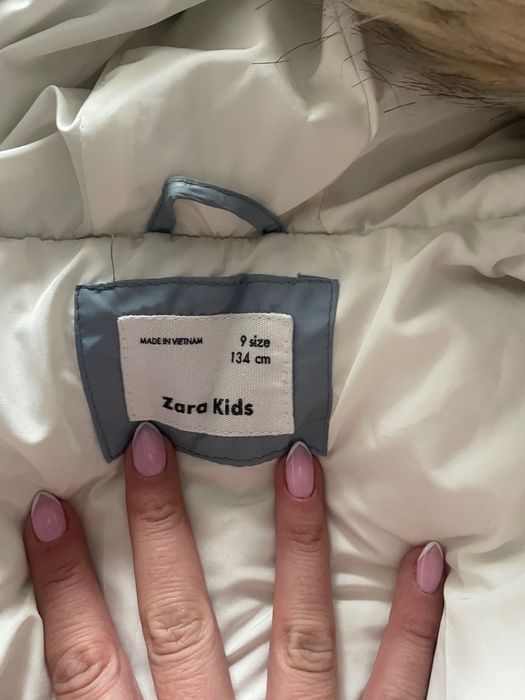 MADE IN VIETNAM 9 size
134 cm
Zara Kids